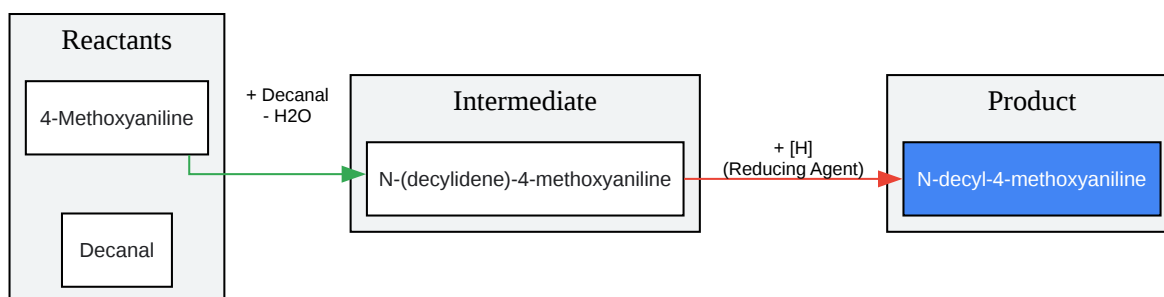 Reactants
4-Methoxyaniline
Decanal
+ Decanal
- H2O
Intermediate
N-(decylidene)-4-methoxyaniline
+ [H]
(Reducing Agent)
Product
N-decyl-4-methoxyaniline